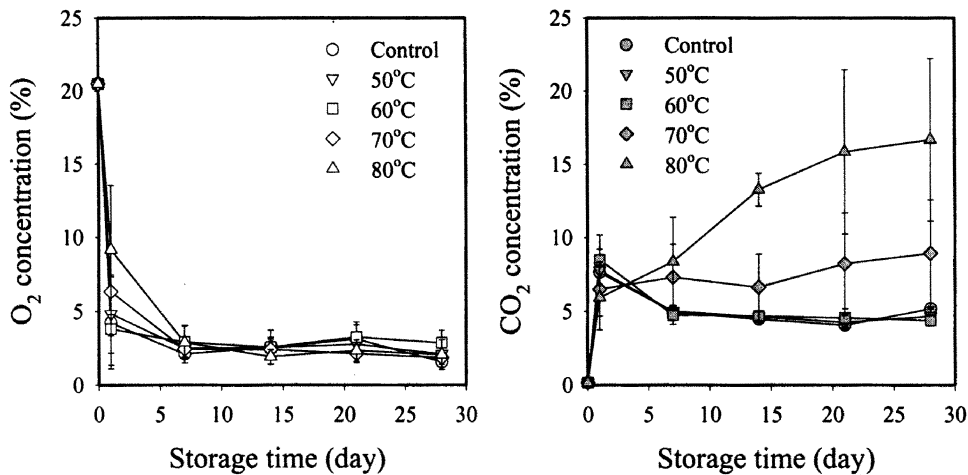 O2 concentration (%)
30
25
20
15
10
5
0
0 5 10 15 20 25 30
Storage time (day)
Control
50°C
60°C
70°C
80°C
CO2 concentration (%)
30
25
20
15
10
5
0
0 5 10 15 20 25 30
Storage time (day)
Control
50°C
60°C
70°C
80°C